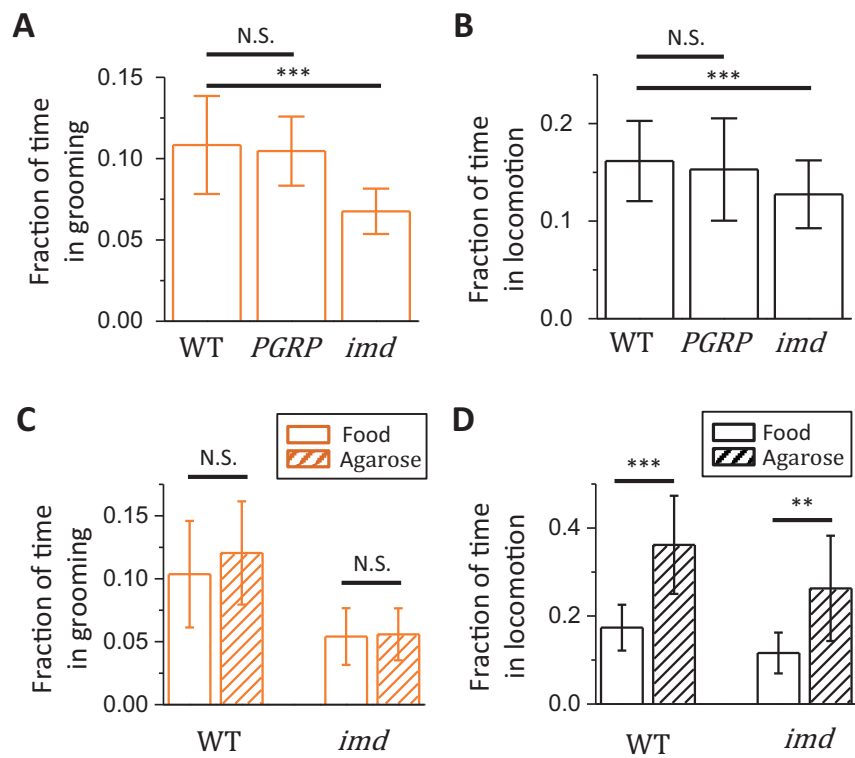 A
N.S.
***
Fraction of time
in grooming
0.15
0.10
0.05
0.00
WT PGRP imd
B
N.S.
***
Fraction of time
in locomotion
0.2
0.1
0.0
WT PGRP imd
C
Food
Agarose
N.S.
N.S.
Fraction of time
in grooming
0.15
0.10
0.05
0.00
WT imd
D
Food
Agarose
***
**
Fraction of time
in locomotion
0.4
0.2
0.0
WT imd